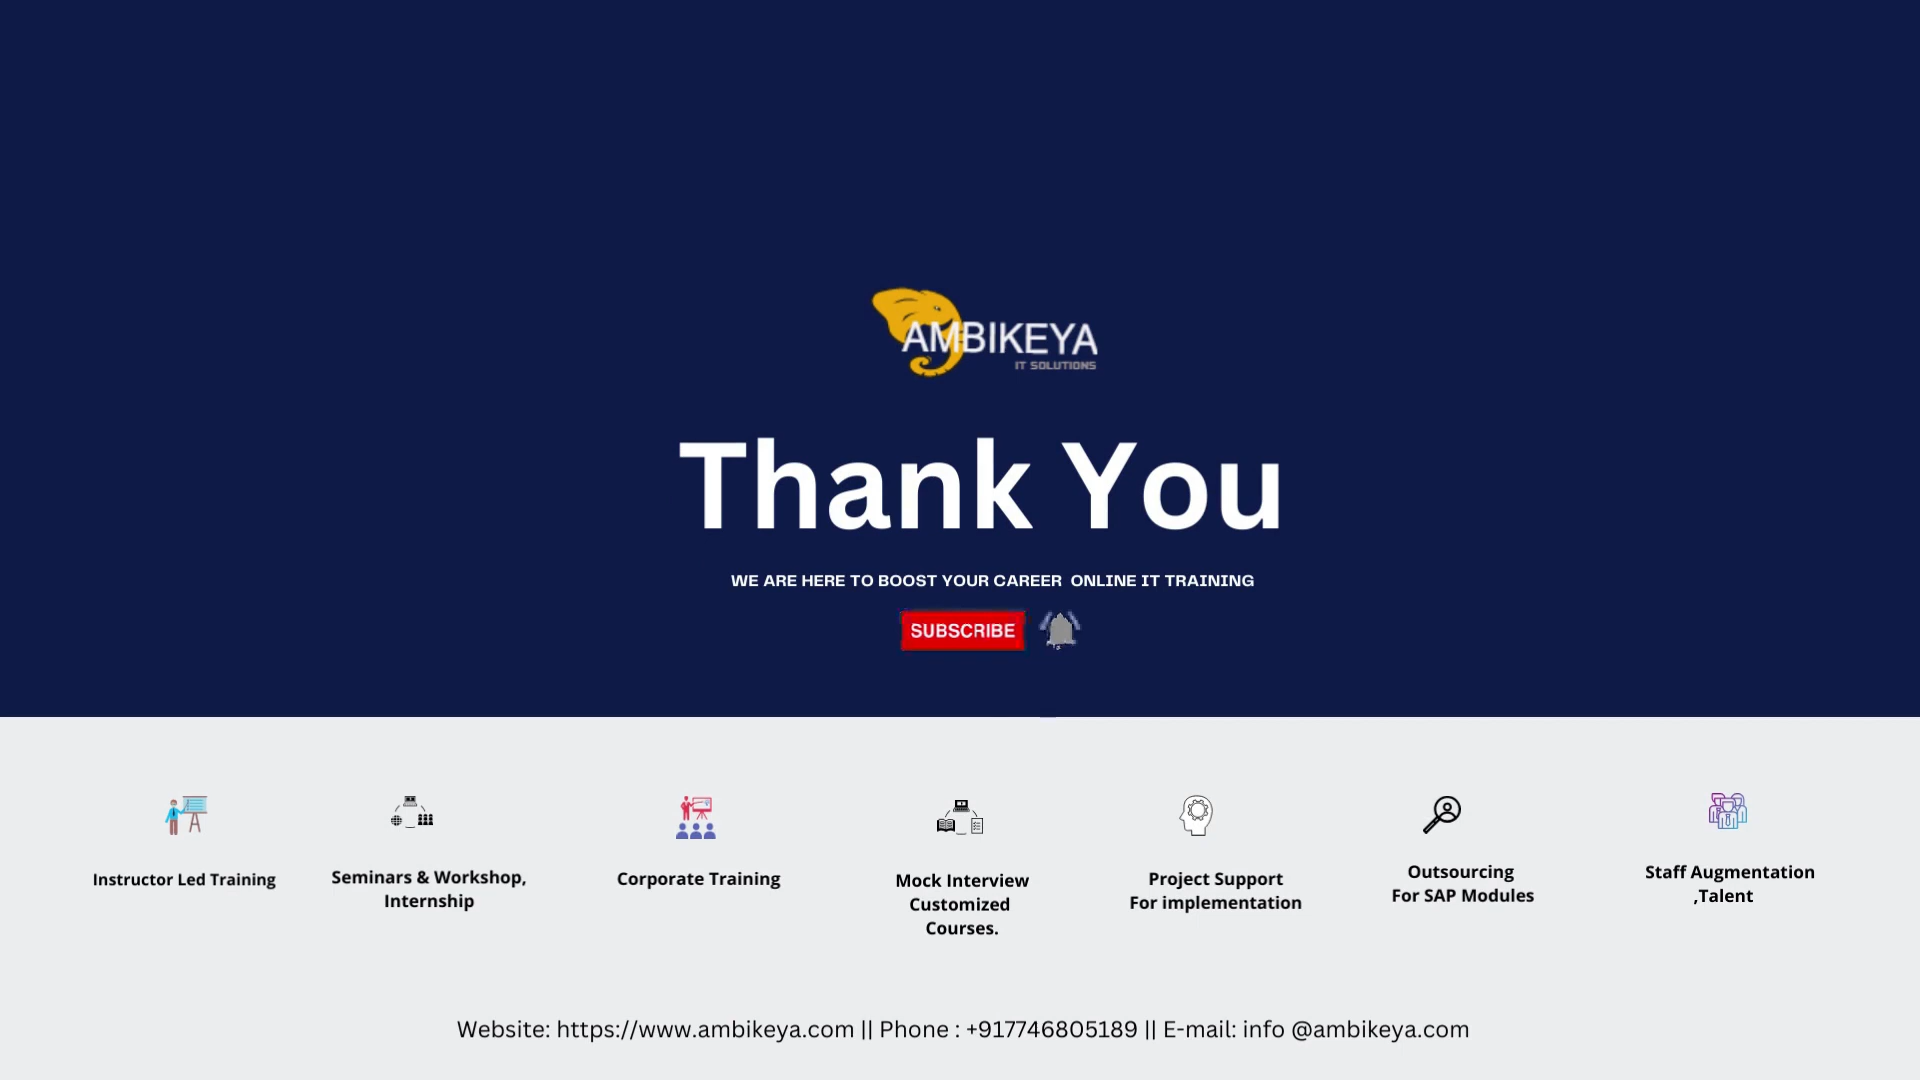 AMBIKEYA
IT SOLUTIONS
Thank You
WE ARE HERE TO BOOST YOUR CAREER ONLINE IT TRAINING
SUBSCRIBE
Instructor Led Training
Seminars & Workshop,
Internship
Corporate Training
Mock Interview
Customized
Courses.
Project Support
For implementation
Outsourcing
For SAP Modules
Staff Augmentation
,Talent
Website: https://www.ambikeya.com || Phone : +917746805189 || E-mail: info @ambikeya.com